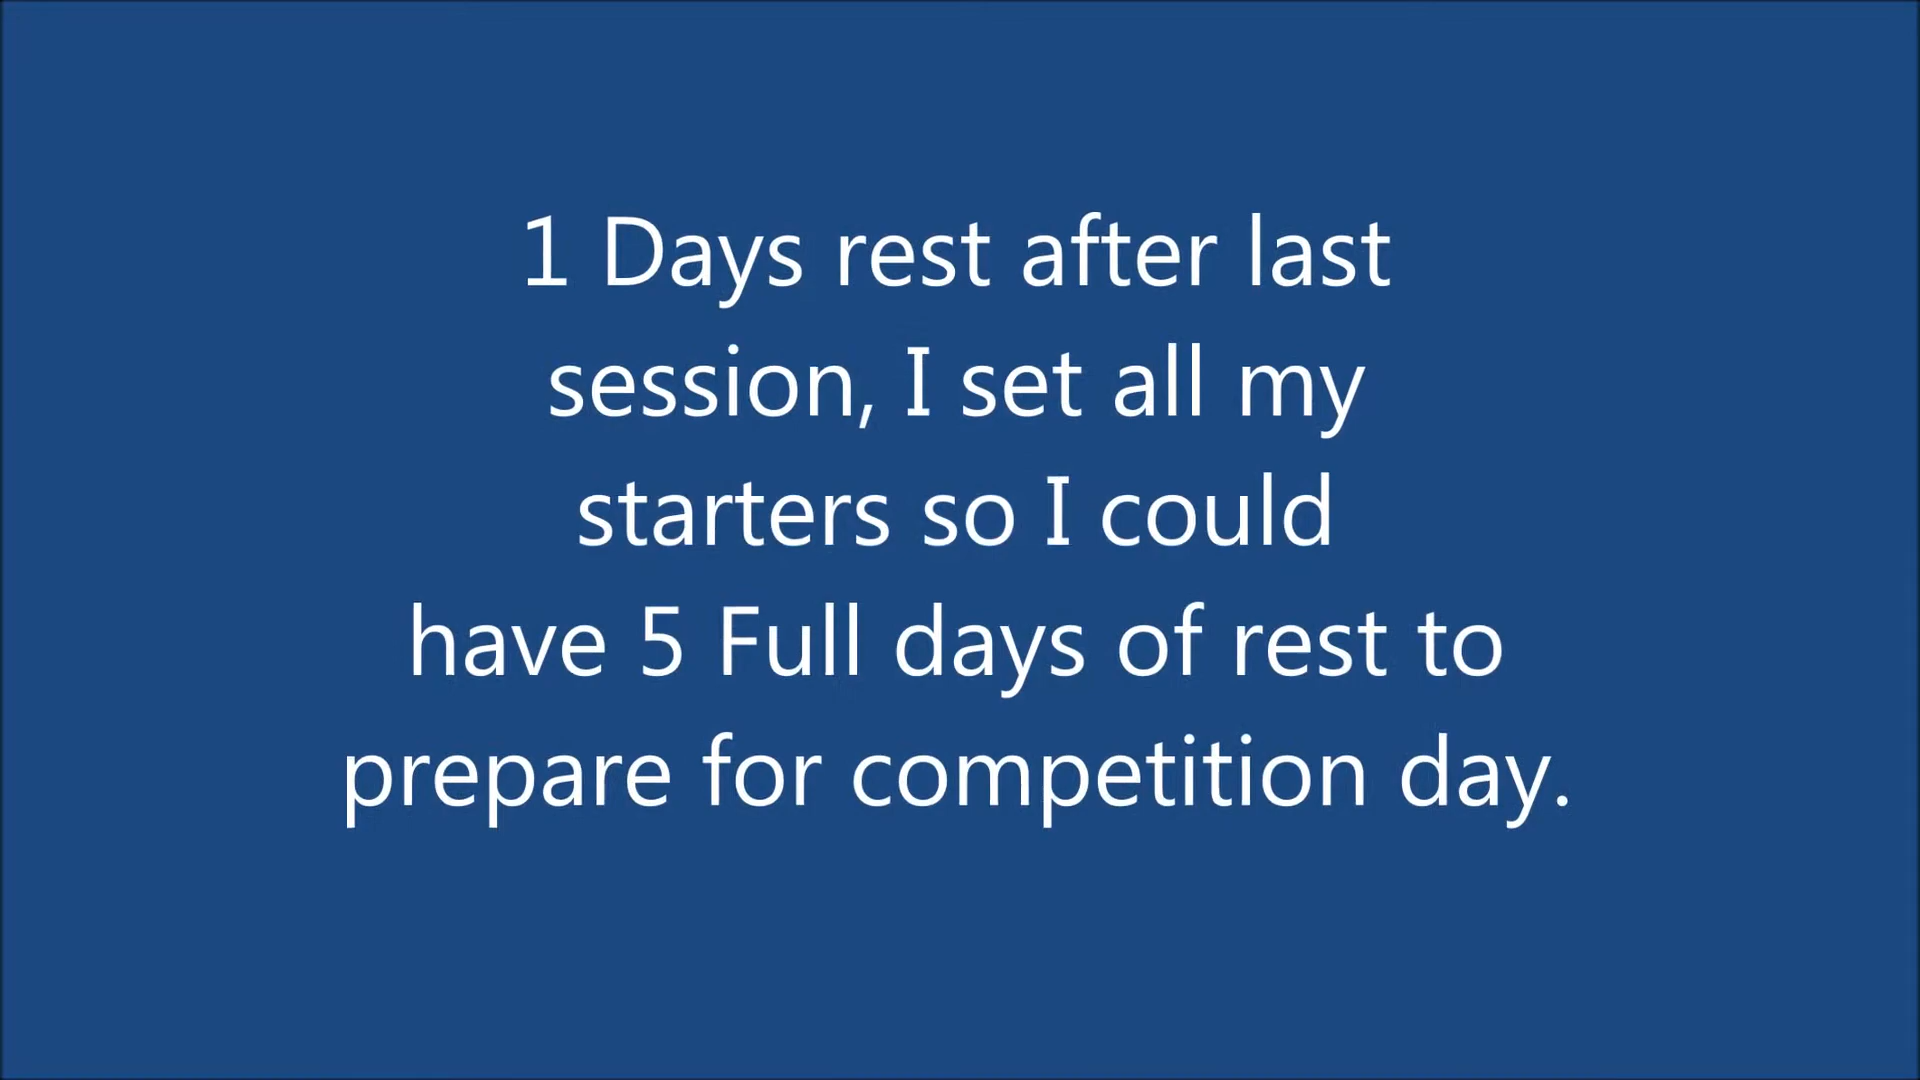 1 Days rest after last
session, I set all my
starters so I could
have 5 Full days of rest to
prepare for competition day.